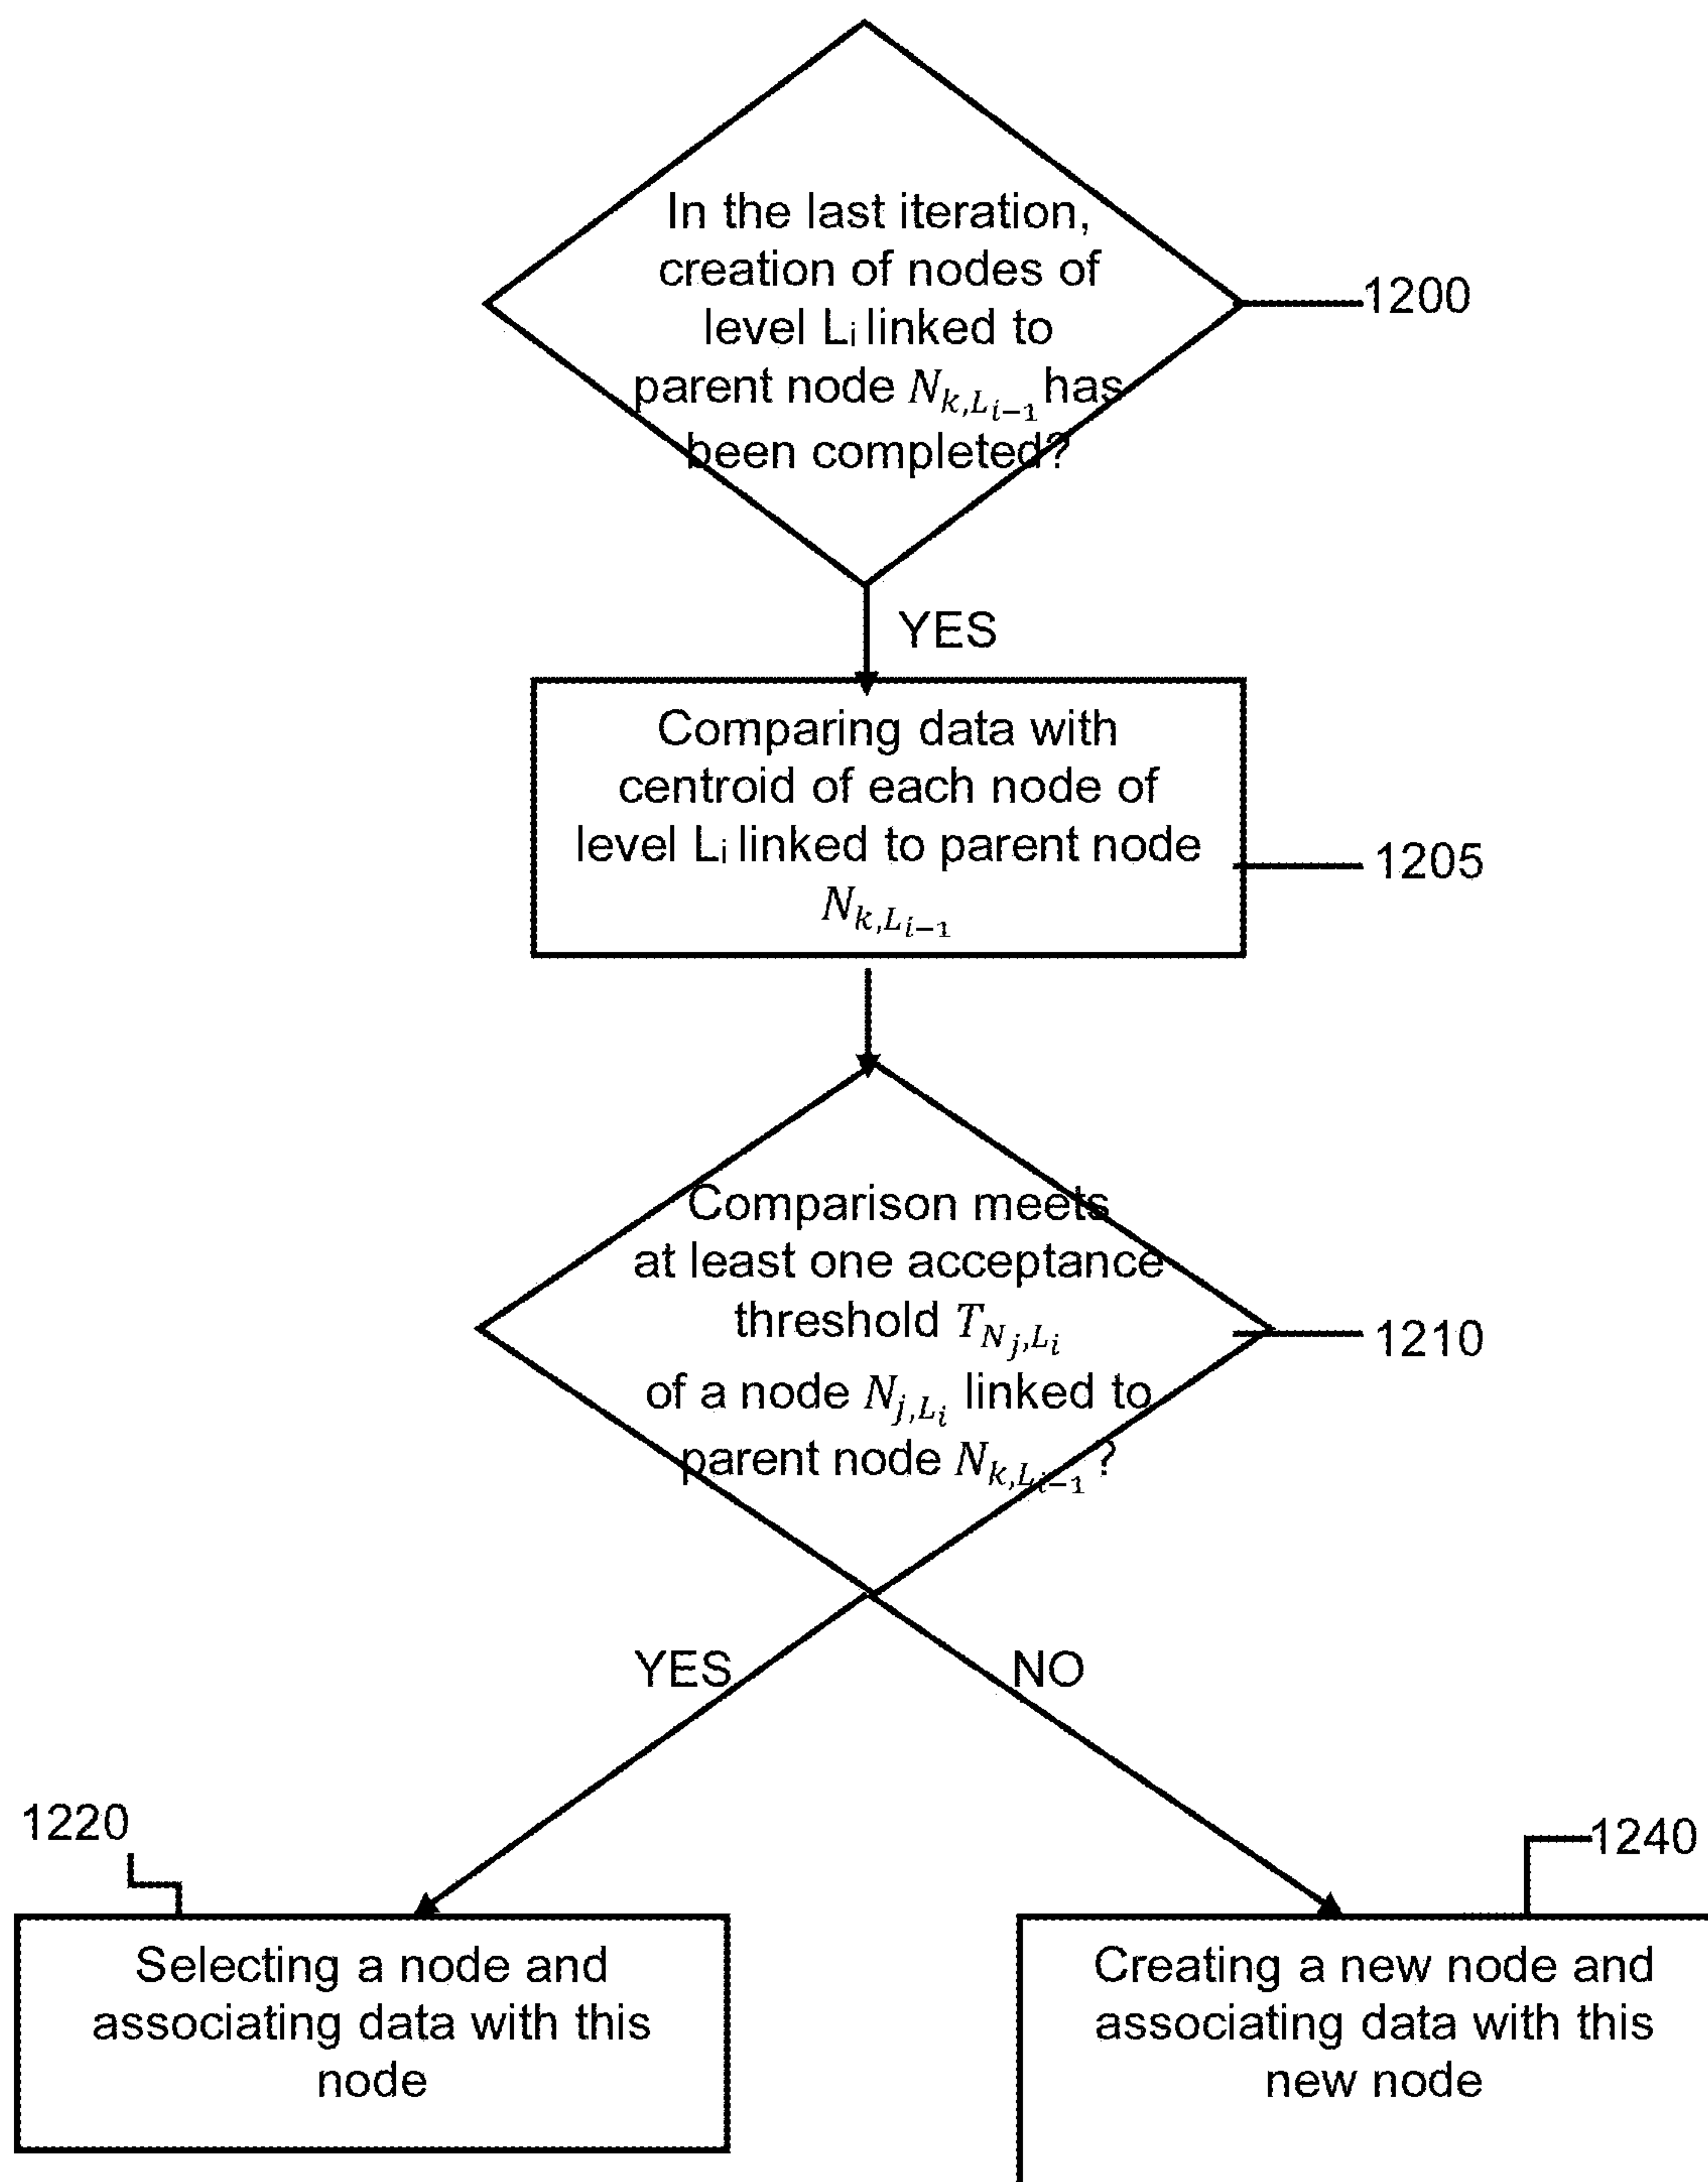 In the last iteration,
creation of nodes of
level Li linked to
parent node N_{k,L_{i-1}} has
been completed?
1200
YES
Comparing data with
centroid of each node of
level Li linked to parent node
N_{k,L_{i-1}}
1205
Comparison meets
at least one acceptance
threshold T_{N_j,L_i}
of a node N_{j,L_i} linked to
parent node N_{k,L_{i-1}} ?
1210
YES
NO
1220
1240
Selecting a node and
associating data with this
node
Creating a new node and
associating data with this
new node